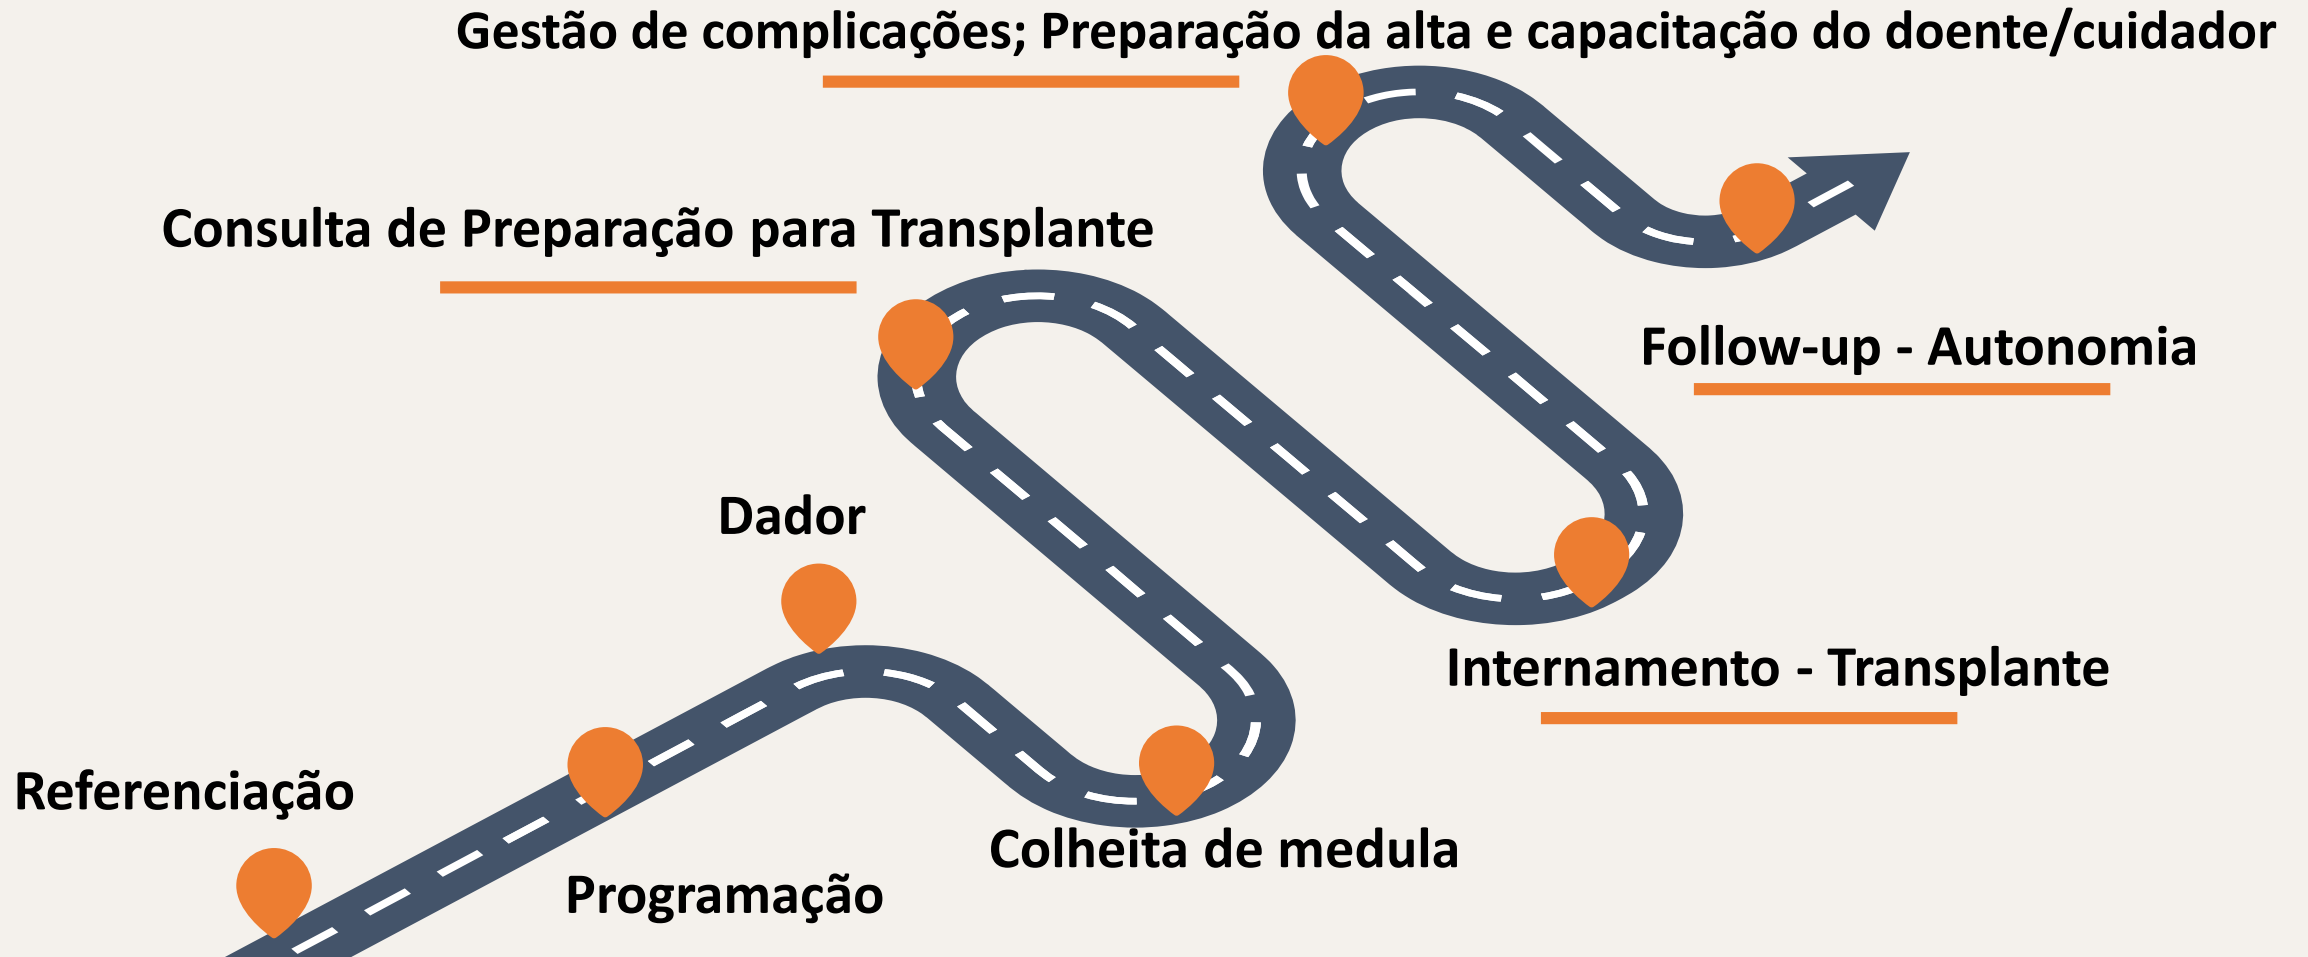 Gestão de complicações; Preparação da alta e capacitação do doente/cuidador
Consulta de Preparação para Transplante
Follow-up - Autonomia
Dador
Internamento - Transplante
Referenciação
Colheita de medula
Programação